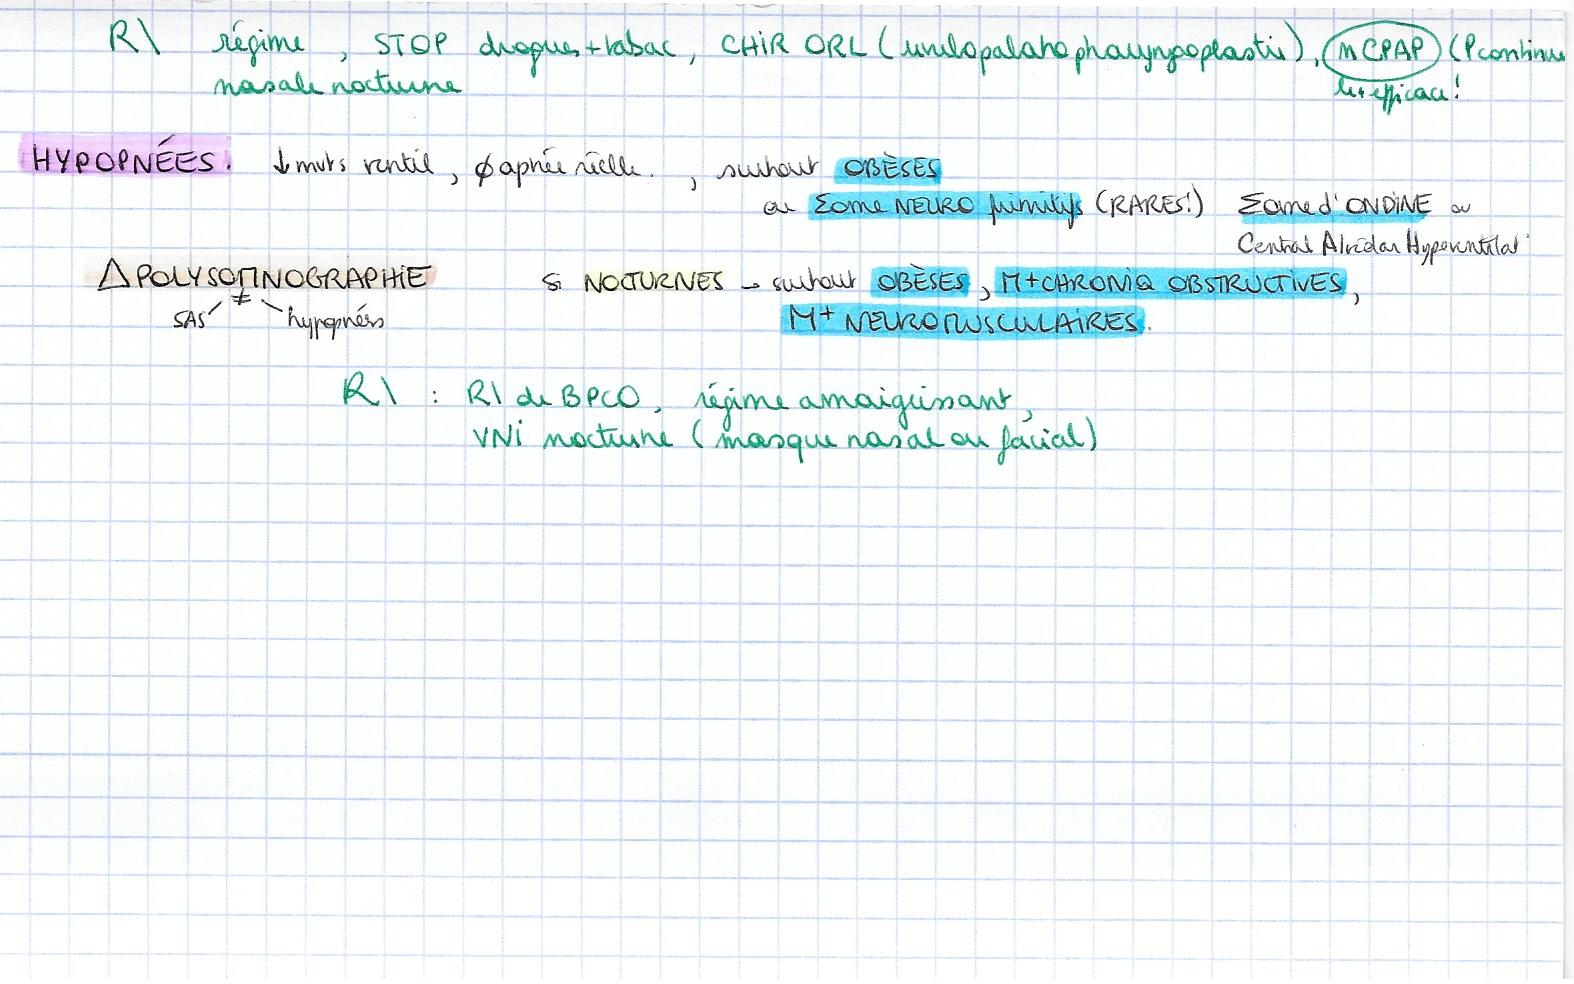 R\ régime, STOP drogues + tabac, CHIR ORL (uvulopalatopharyngoplastie), nCPAP (P continue
nasale nocturne très efficace!
HYPOPNÉES. ↓ mvts ventil, ϕ apnée réelle., surtout OBÈSES
ou Σome NEURO primitifs (RARES!) Σome d'ONDINE ou
Central Alveolar Hypoventilat°
Δ POLYSOMNOGRAPHIE si NOCTURNES → surtout OBÈSES, M+ CHRONIQ OBSTRUCTIVES,
≠
SAS hypopnées M+ NEUROMUSCULAIRES.
R\ : R\ de BPCO, régime amaigrissant,
VNI nocturne (masque nasal ou facial)